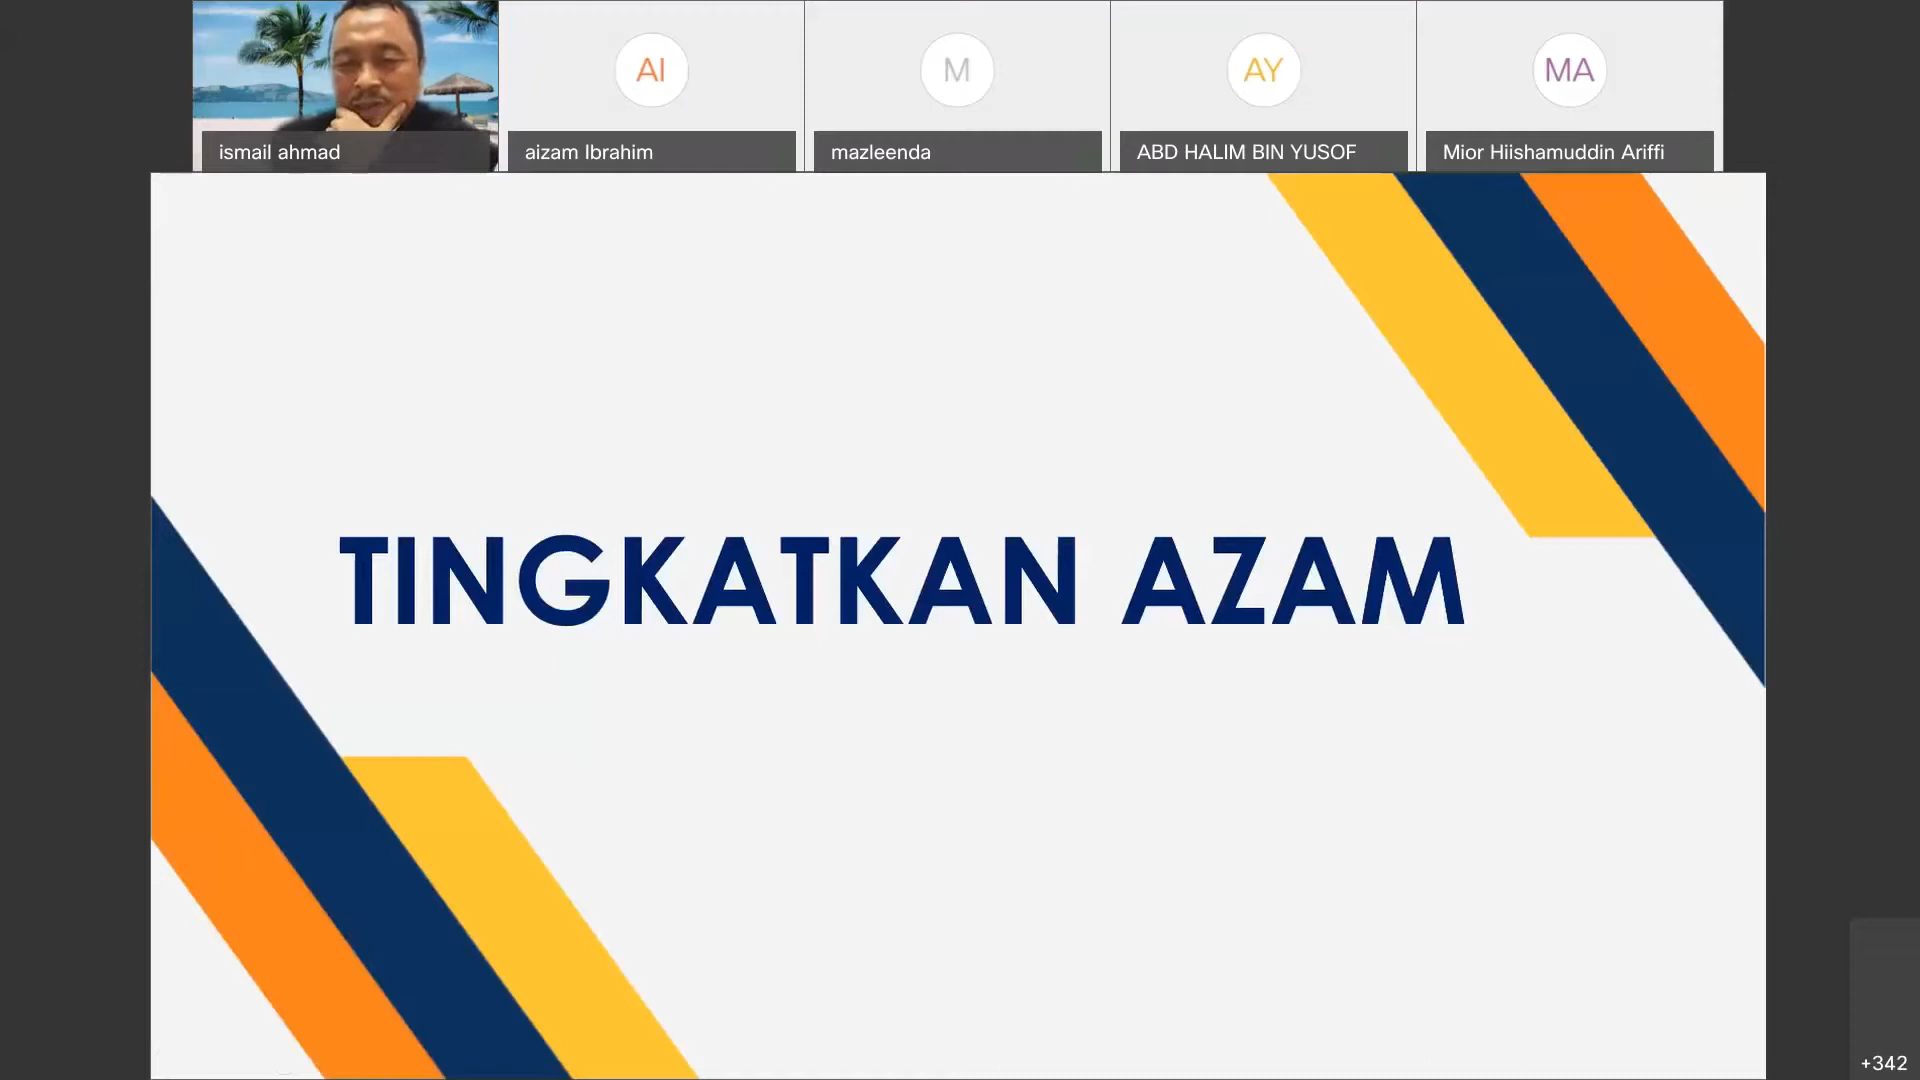 AI
M
AY
MA
ismail ahmad
aizam Ibrahim
mazleenda
ABD HALIM BIN YUSOF
Mior Hiishamuddin Ariffi
TINGKATKAN AZAM
+342